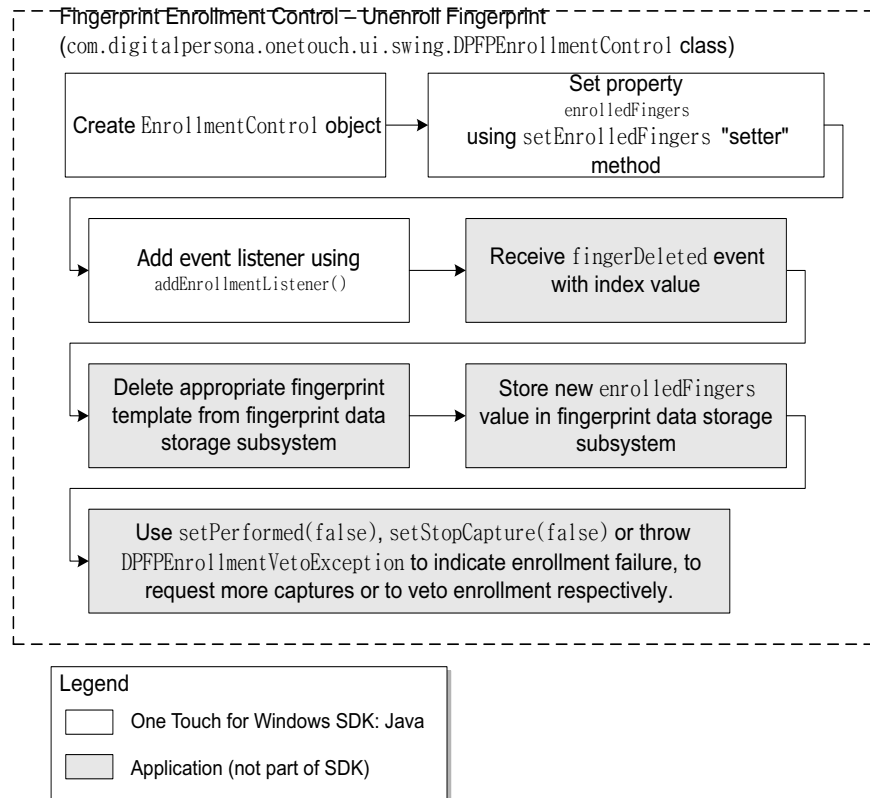 Fingerprint Enrollment Control – Unenroll Fingerprint
(com.digitalpersona.onetouch.ui.swing.DPFPEnrollmentControl class)
Create EnrollmentControl object
Set property
enrolledFingers
using setEnrolledFingers "setter"
method
Add event listener using
addEnrollmentListener()
Receive fingerDeleted event
with index value
Delete appropriate fingerprint
template from fingerprint data
storage subsystem
Store new enrolledFingers
value in fingerprint data storage
subsystem
Use setPerformed(false), setStopCapture(false) or throw
DPFPEnrollmentVetoException to indicate enrollment failure, to
request more captures or to veto enrollment respectively.
Legend
One Touch for Windows SDK: Java
Application (not part of SDK)